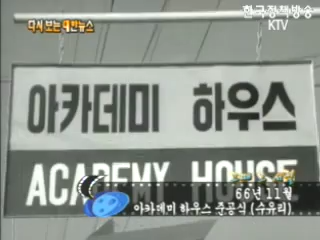 다시 보는 대한뉴스
한국정책방송
KTV
아카데미 하우스
ACADEMY HOUSE
66년 11월
아카데미 하우스 준공식 (수유리)